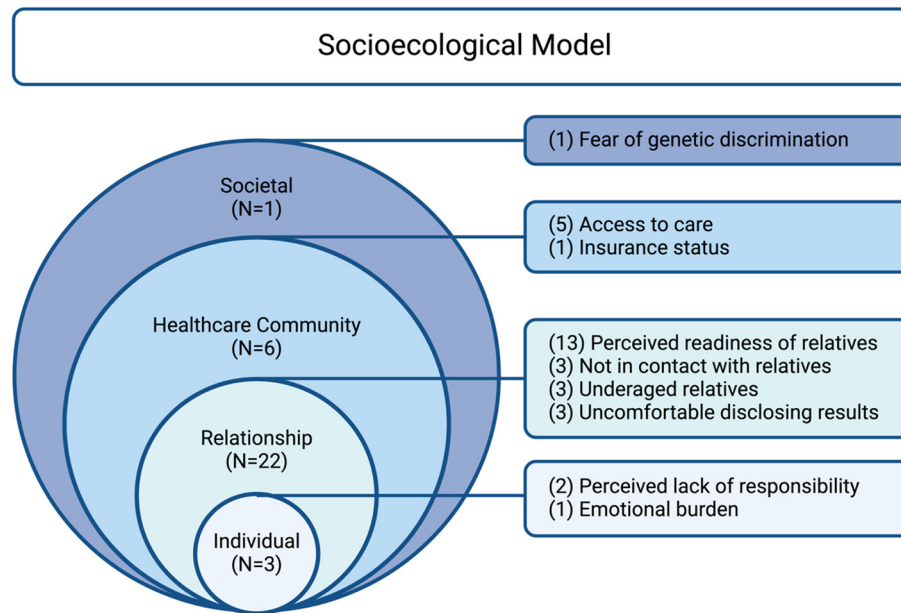 Socioecological Model
Societal
(N=1)
(1) Fear of genetic discrimination
Healthcare Community
(N=6)
(5) Access to care
(1) Insurance status
Relationship
(N=22)
(13) Perceived readiness of relatives
(3) Not in contact with relatives
(3) Underaged relatives
(3) Uncomfortable disclosing results
Individual
(N=3)
(2) Perceived lack of responsibility
(1) Emotional burden